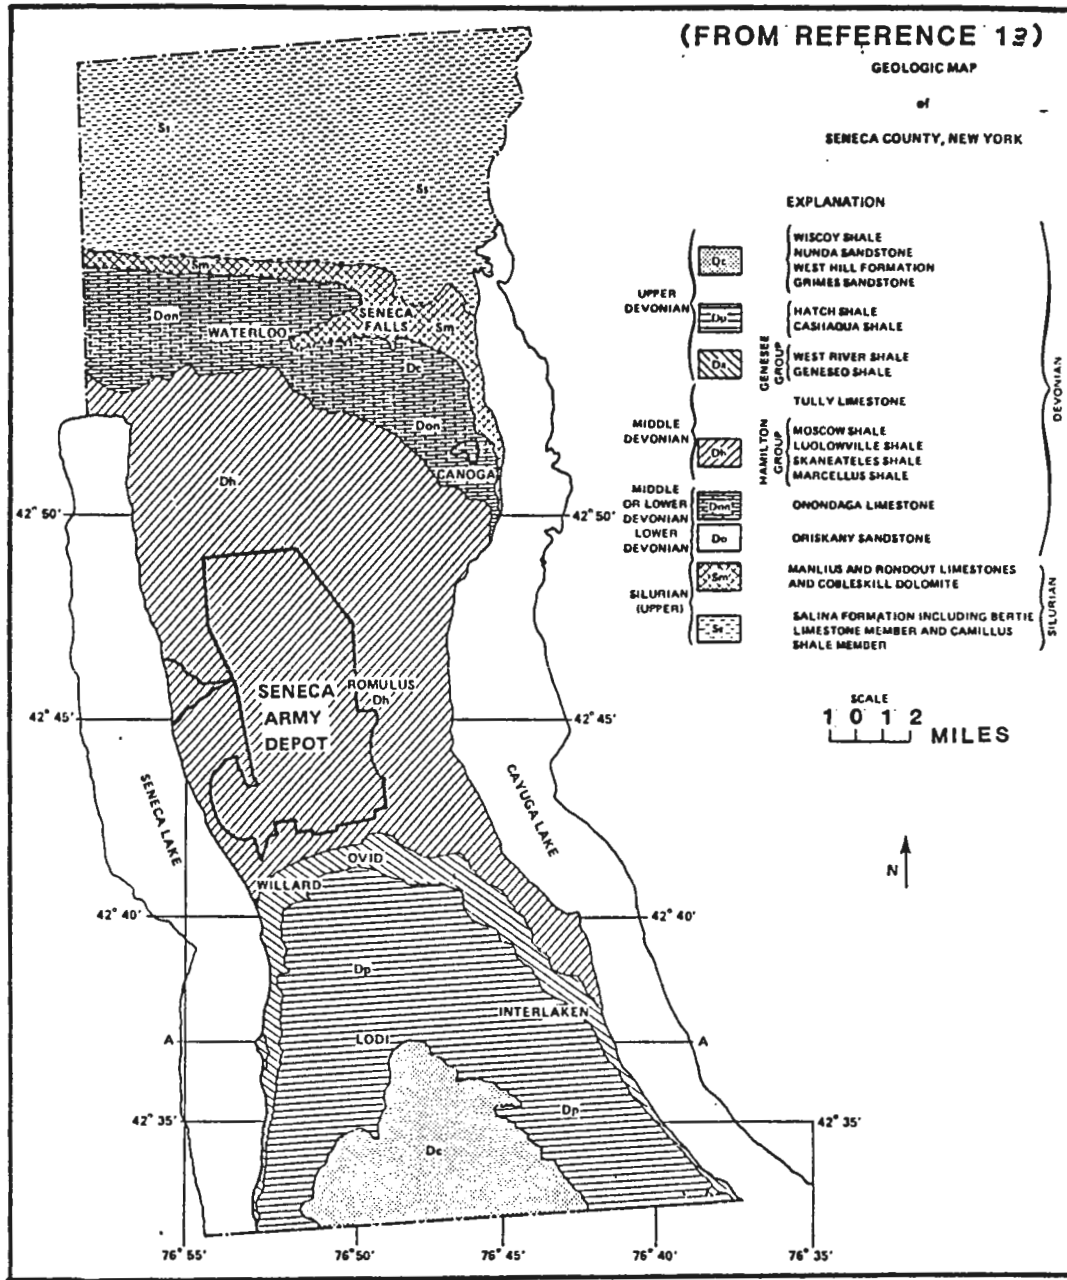 (FROM REFERENCE 12)
GEOLOGIC MAP
of
SENECA COUNTY, NEW YORK
EXPLANATION
Dc
WISCOY SHALE
NUNDA SANDSTONE
WEST HILL FORMATION
GRIMES SANDSTONE
UPPER
DEVONIAN
Dp
HATCH SHALE
CASHAQUA SHALE
GENESEE
GROUP
WEST RIVER SHALE
GENESEO SHALE
TULLY LIMESTONE
MIDDLE
DEVONIAN
Dh
HAMILTON
GROUP
MOSCOW SHALE
LUOLOWVILLE SHALE
SKANEATELES SHALE
MARCELLUS SHALE
MIDDLE
OR LOWER
DEVONIAN
Don
ONONDAGA LIMESTONE
LOWER
DEVONIAN
Do
ORISKANY SANDSTONE
SILURIAN
(UPPER)
Sm
MANLIUS AND RONDOUT LIMESTONES
AND COBLESKILL DOLOMITE
SALINA FORMATION INCLUDING BERTIE
LIMESTONE MEMBER AND CAMILLUS
SHALE MEMBER
DEVONIAN
SILURIAN
SCALE
1 0 1 2 MILES
N
Ss
Ss
Sm
Don
WATERLOO
SENECA
FALLS
Sm
Dc
Don
CANOGA
Dh
42° 50'
42° 50'
SENECA
ARMY
DEPOT
ROMULUS
Dh
42° 45'
42° 45'
SENECA LAKE
CAYUGA LAKE
OVID
WILLARD
42° 40'
42° 40'
Dp
INTERLAKEN
LODI
A
A
Dp
42° 35'
42° 35'
Dc
76° 55'
76° 50'
76° 45'
76° 40'
76° 35'